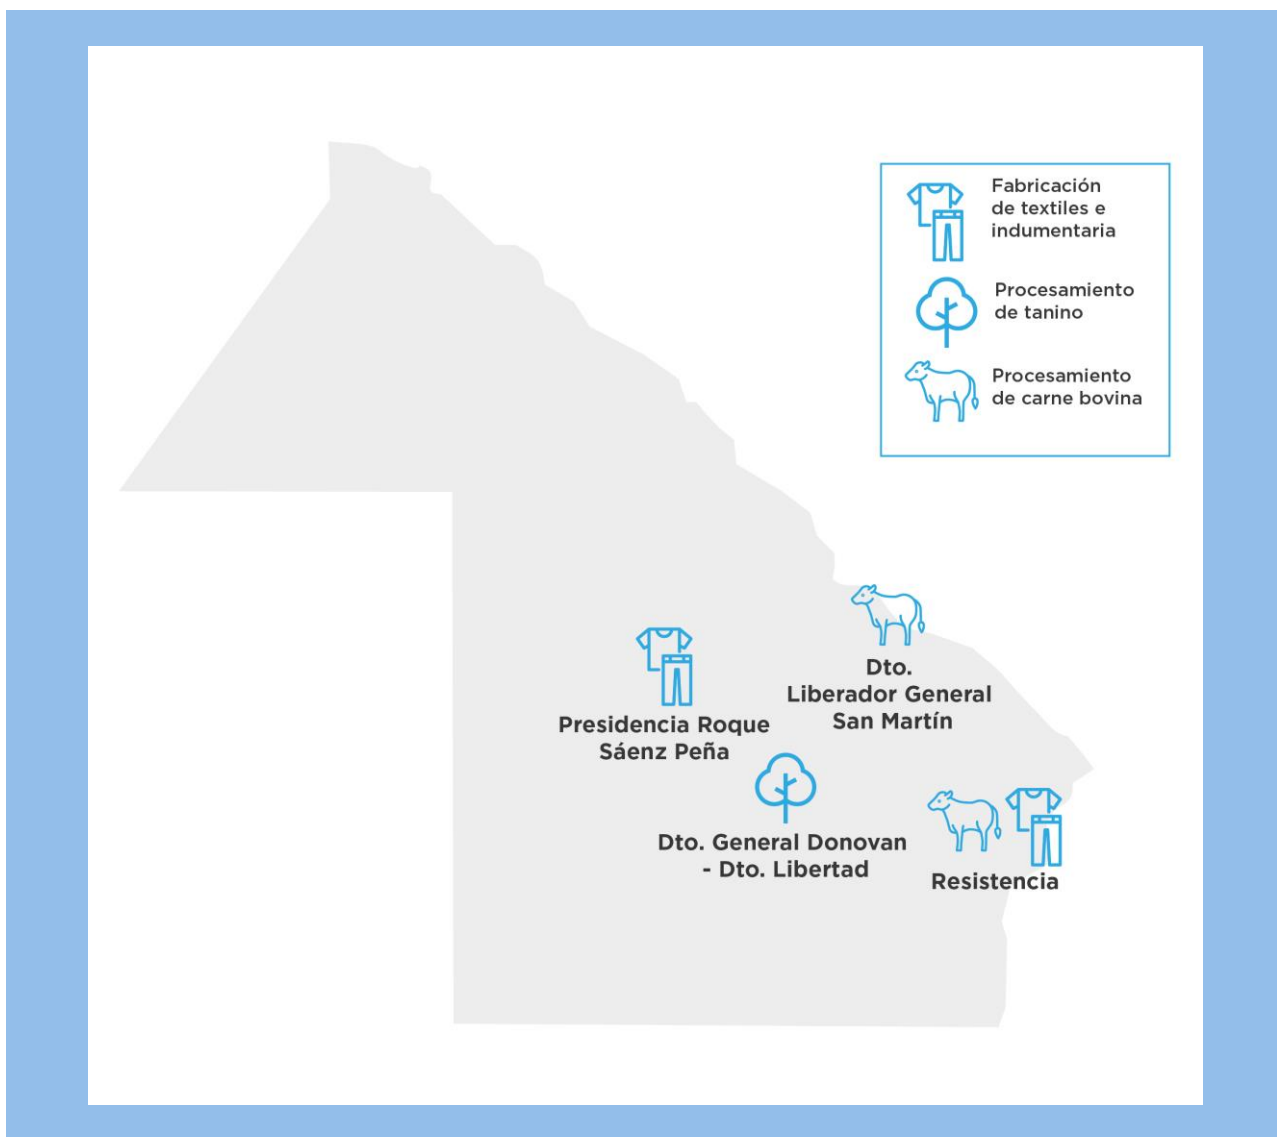 Fabricación
de textiles e
indumentaria
Procesamiento
de tanino
Procesamiento
de carne bovina
Dto.
Liberador General
San Martín
Presidencia Roque
Sáenz Peña
Dto. General Donovan
- Dto. Libertad
Resistencia